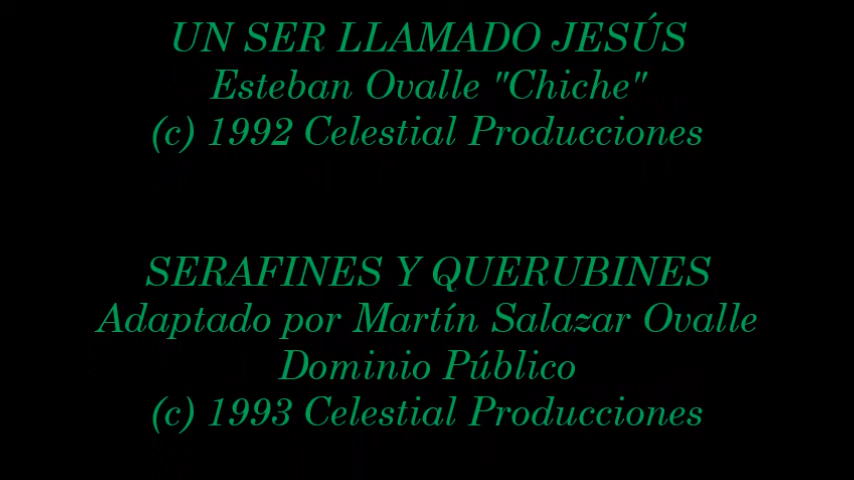 UN SER LLAMADO JESÚS
Esteban Ovalle "Chiche"
(c) 1992 Celestial Producciones
SERAFINES Y QUERUBINES
Adaptado por Martín Salazar Ovalle
Dominio Público
(c) 1993 Celestial Producciones